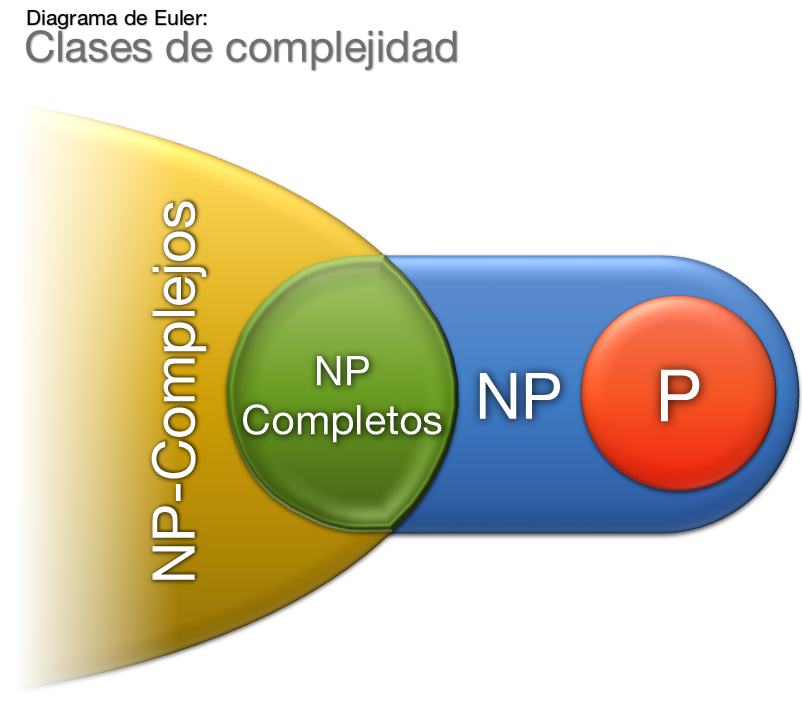 Diagrama de Euler:
Clases de complejidad
NP-Complejos
NP
Completos
NP
P